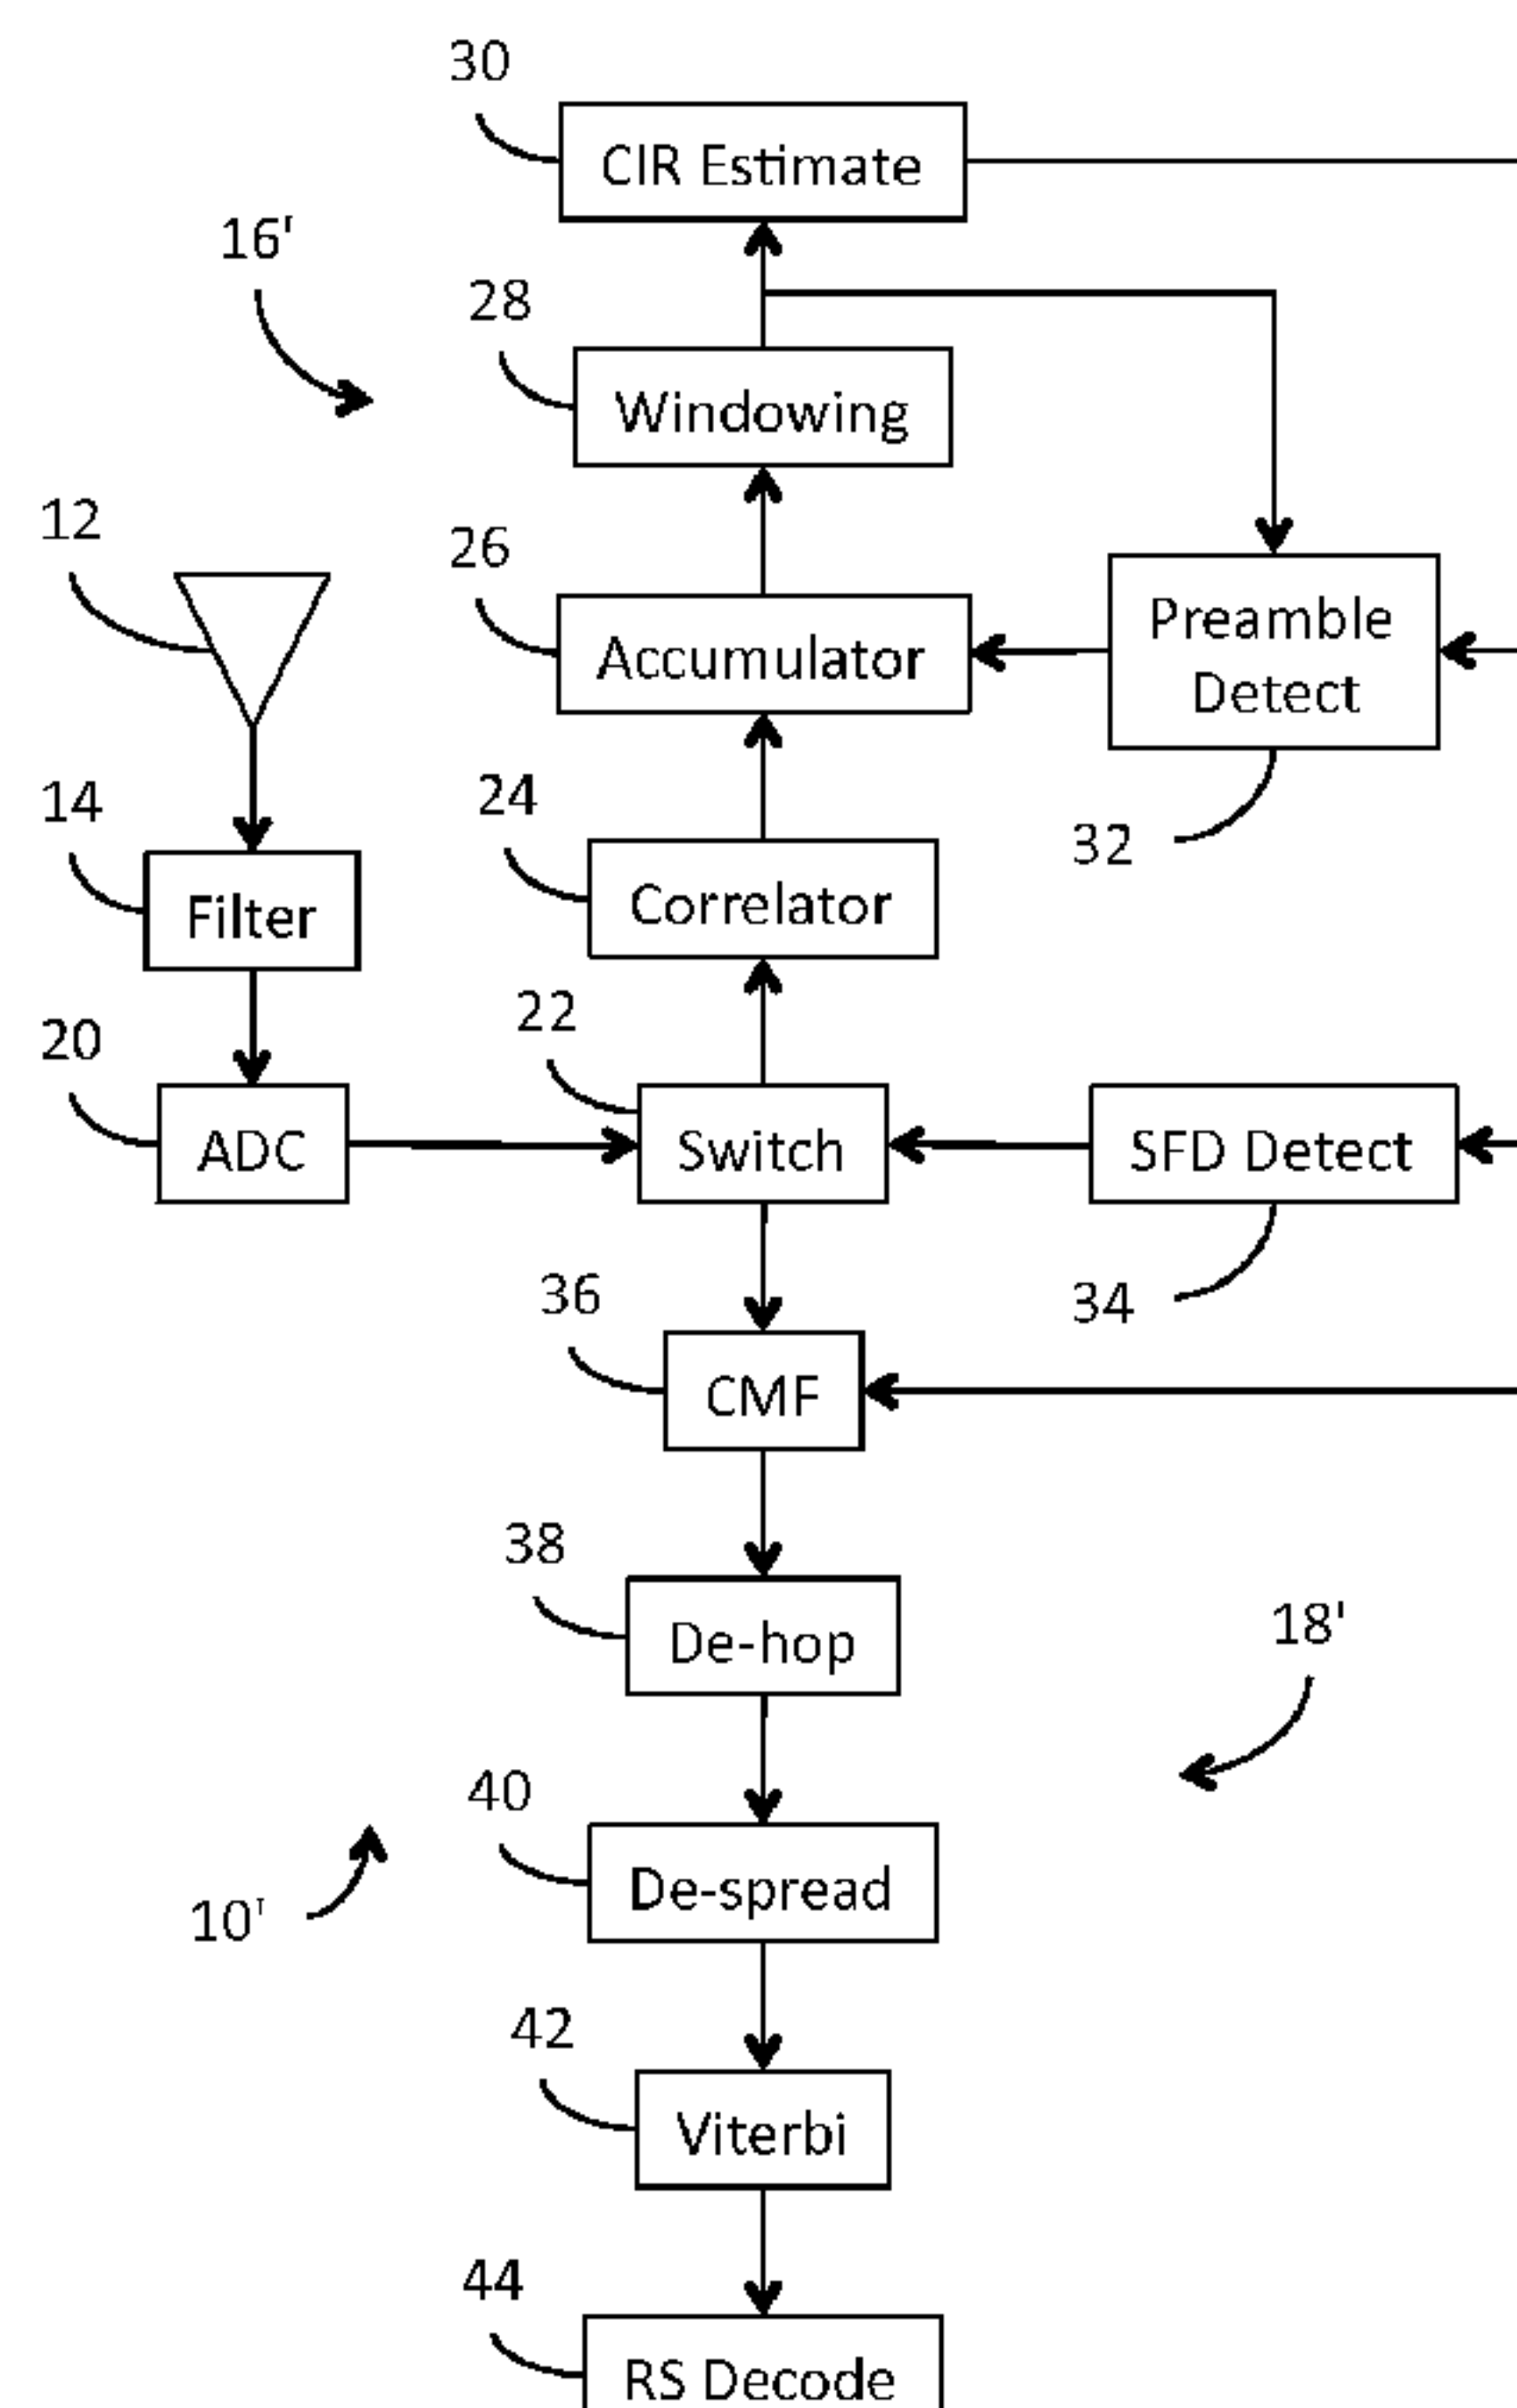 30
CIR Estimate
16'
28
Windowing
12
26
Accumulator
Preamble
Detect
14
24
32
Filter
Correlator
20
22
ADC
Switch
SFD Detect
36
34
CMF
38
De-hop
18'
40
De-spread
10'
42
Viterbi
44
RS Decode